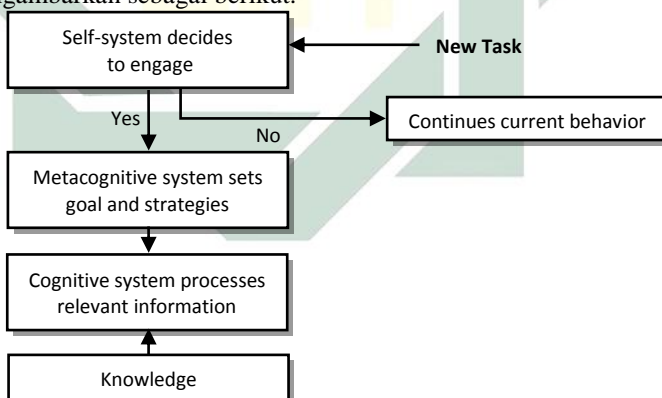 gambarkan sebagai berikut.
Self-system decides
to engage
New Task
Yes
No
Continues current behavior
Metacognitive system sets
goal and strategies
Cognitive system processes
relevant information
Knowledge